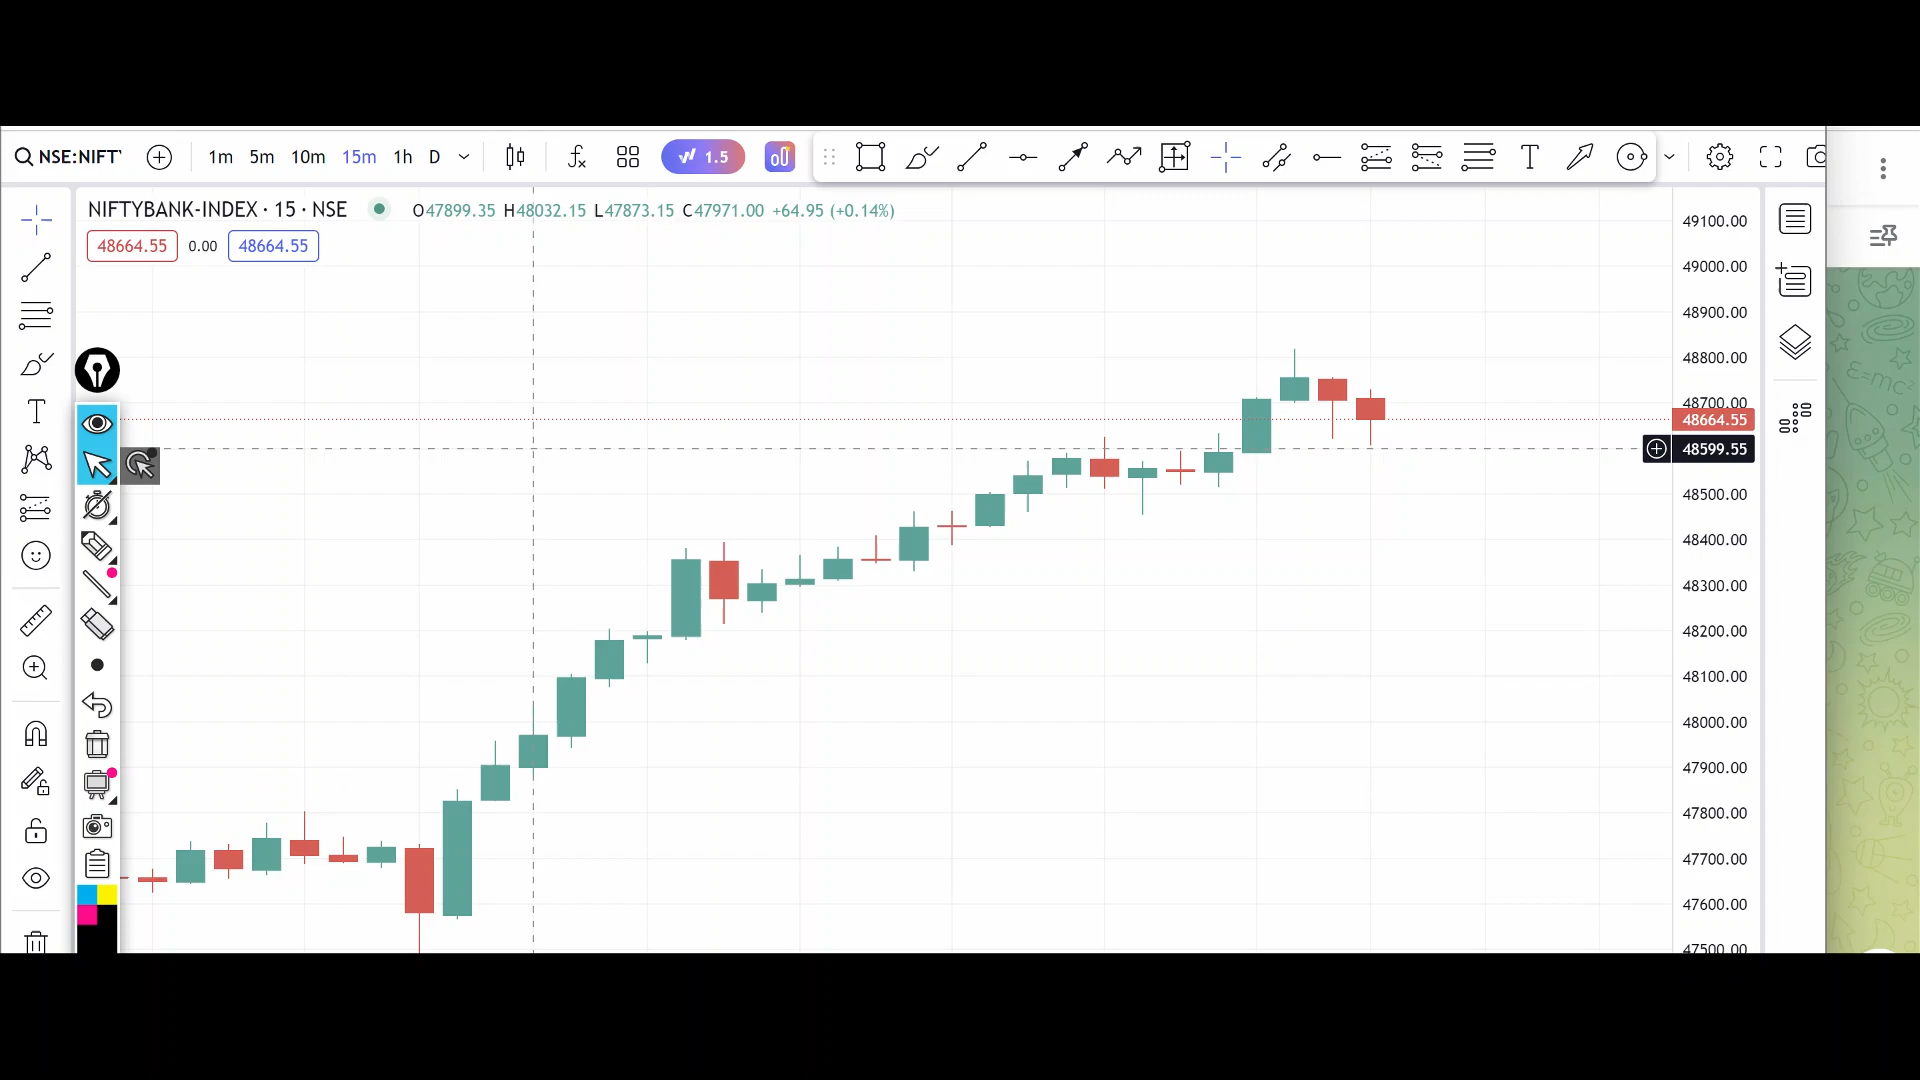 NSE:NIFT
1m 5m 10m 15m 1h D
1.5
T
NIFTYBANK-INDEX · 15 · NSE O47899.35 H48032.15 L47873.15 C47971.00 +64.95 (+0.14%)
48664.55 0.00 48664.55
49100.00
49000.00
48900.00
48800.00
48700.00
48664.55
48599.55
48500.00
48400.00
48300.00
48200.00
48100.00
48000.00
47900.00
47800.00
47700.00
47600.00
47500.00
T
E=mc²